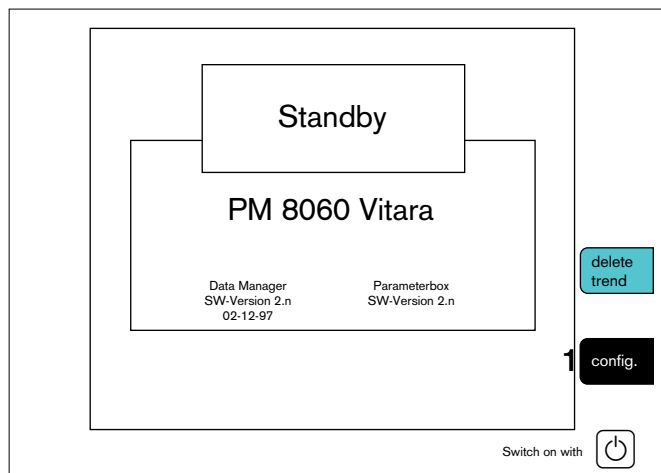 Standby
PM 8060 Vitara
Data Manager
SW-Version 2.n
02-12-97
Parameterbox
SW-Version 2.n
delete
trend
1
config.
Switch on with